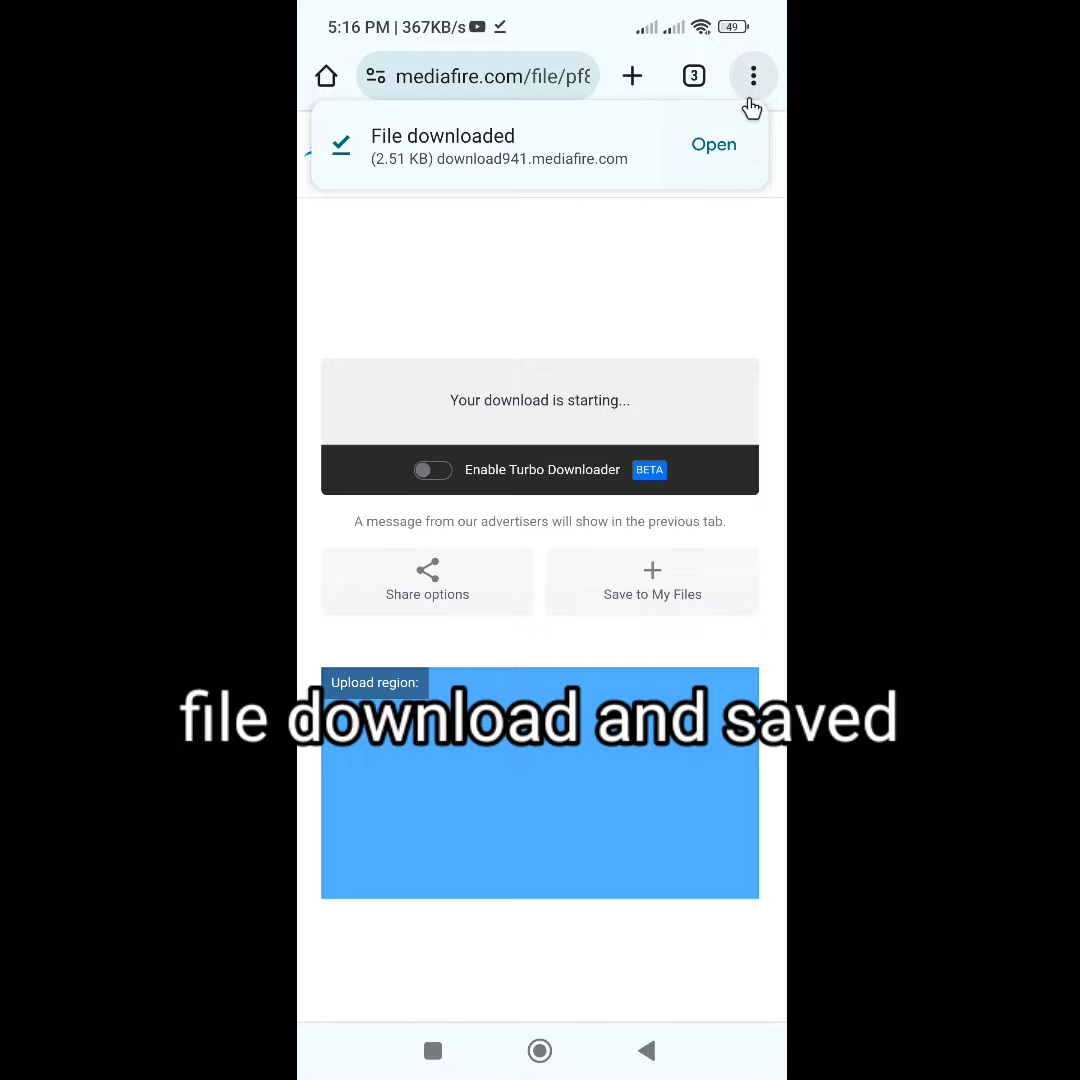 5:16 PM | 367KB/s
49
mediafire.com/file/pf8
3
File downloaded
Open
(2.51 KB) download941.mediafire.com
Your download is starting...
Enable Turbo Downloader BETA
A message from our advertisers will show in the previous tab.
Share options
Save to My Files
Upload region:
file download and saved